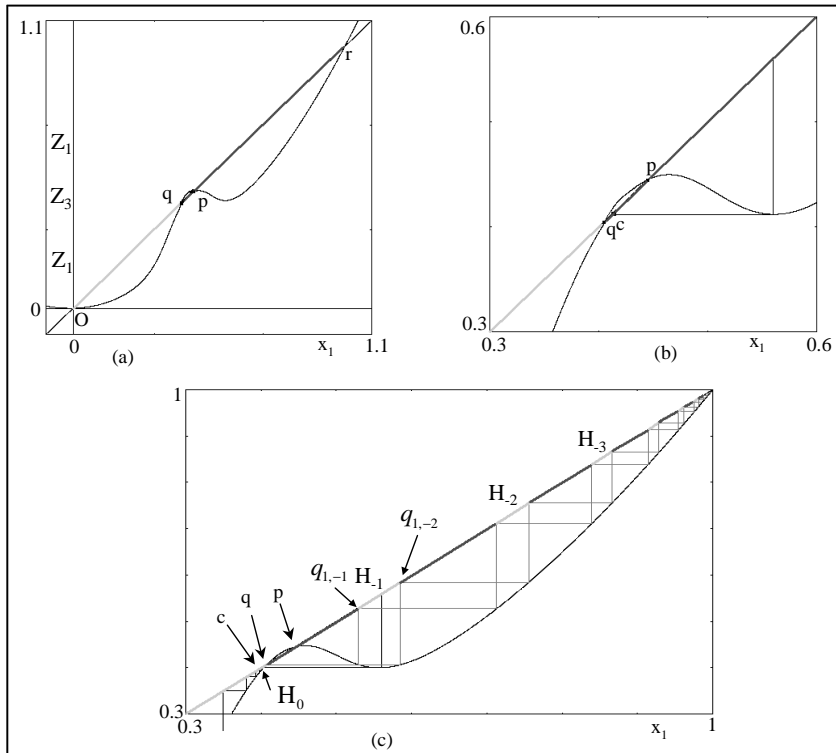 1.1
Z₁
q
r
Z₃
p
Z₁
0
O
0
x₁
1.1
(a)
0.6
p
q
c
0.3
0.3
x₁
0.6
(b)
1
H₋₃
H₋₂
q₁,₋₂
q₁,₋₁
H₋₁
p
q
c
H₀
0.3
0.3
x₁
1
(c)